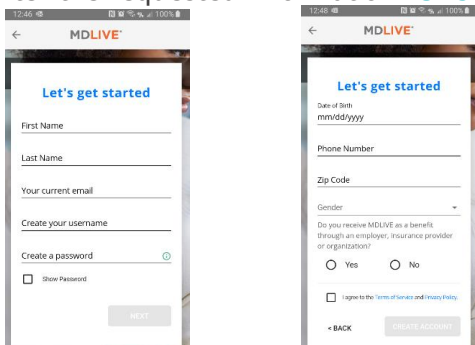 12:46
100%
MDLIVE
Let's get started
First Name
Last Name
Your current email
Create your username
Create a password
Show Password
NEXT
12:48
100%
MDLIVE
Let's get started
Date of Birth
mm/dd/yyyy
Phone Number
Zip Code
Gender
Do you receive MDLIVE as a benefit
through an employer, insurance provider
or organization?
Yes No
I agree to the Terms of Service and Privacy Policy.
< BACK CREATE ACCOUNT